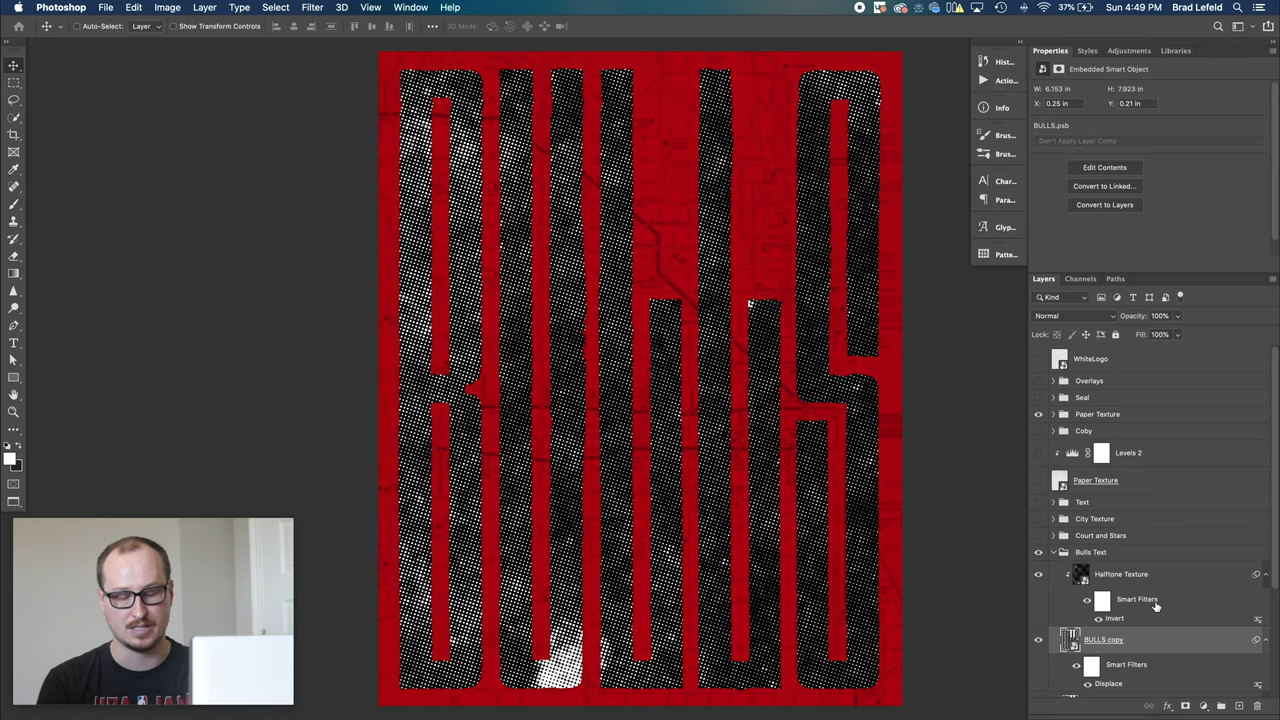 Photoshop File Edit Image Layer Type Select Filter 3D View Window Help
37% Sun 4:49 PM Brad Lefeld
Auto-Select: Layer Show Transform Controls 3D Mode:
Hist...
Actio...
Info
Brus...
Brus...
Char...
Para...
Glyp...
Patte...
Properties Styles Adjustments Libraries
Embedded Smart Object
W: 6.153 in H: 7.923 in
X: 0.25 in Y: 0.21 in
BULLS.psb
Don't Apply Layer Comp
Edit Contents
Convert to Linked...
Convert to Layers
Layers Channels Paths
Kind
Normal Opacity: 100%
Lock: Fill: 100%
WhiteLogo
Overlays
Seal
Paper Texture
Coby
Levels 2
Paper Texture
Text
City Texture
Court and Stars
Bulls Text
Halftone Texture
Smart Filters
Invert
BULLS copy
Smart Filters
Displace
BULLS